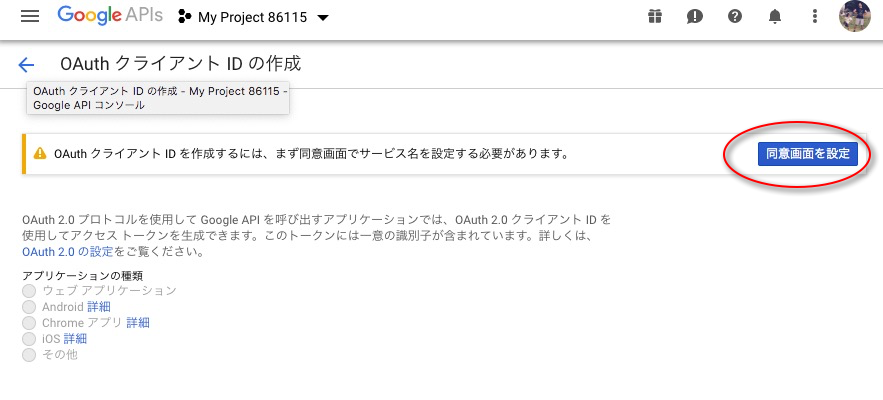 Google APIs My Project 86115
OAuth クライアント ID の作成
OAuth クライアント ID の作成 - My Project 86115 -
Google API コンソール
OAuth クライアント ID を作成するには、まず同意画面でサービス名を設定する必要があります。 同意画面を設定
OAuth 2.0 プロトコルを使用して Google API を呼び出すアプリケーションでは、OAuth 2.0 クライアント ID を
使用してアクセス トークンを生成できます。このトークンには一意の識別子が含まれています。詳しくは、
OAuth 2.0 の設定をご覧ください。
アプリケーションの種類
ウェブ アプリケーション
Android 詳細
Chrome アプリ 詳細
iOS 詳細
その他